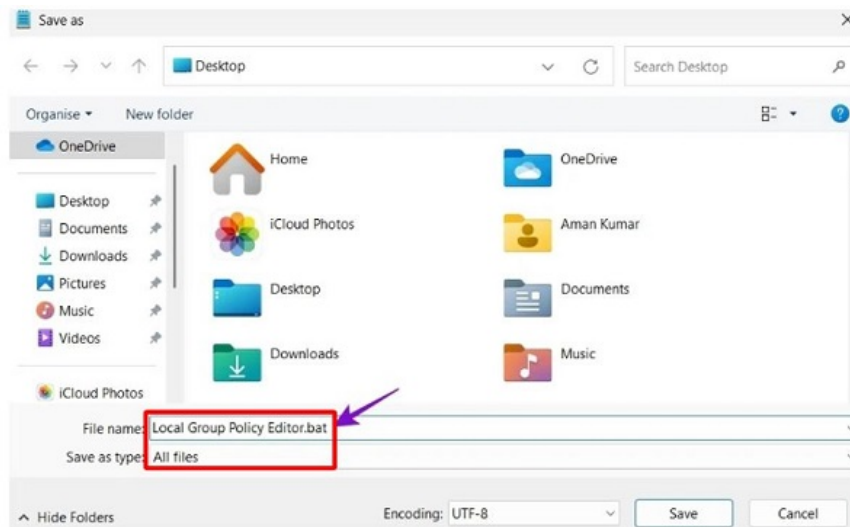 Save as
Desktop
Search Desktop
Organise
New folder
OneDrive
Desktop
Documents
Downloads
Pictures
Music
Videos
iCloud Photos
Home
OneDrive
iCloud Photos
Aman Kumar
Desktop
Documents
Downloads
Music
File name: Local Group Policy Editor.bat
Save as type: All files
Hide Folders
Encoding: UTF-8
Save
Cancel